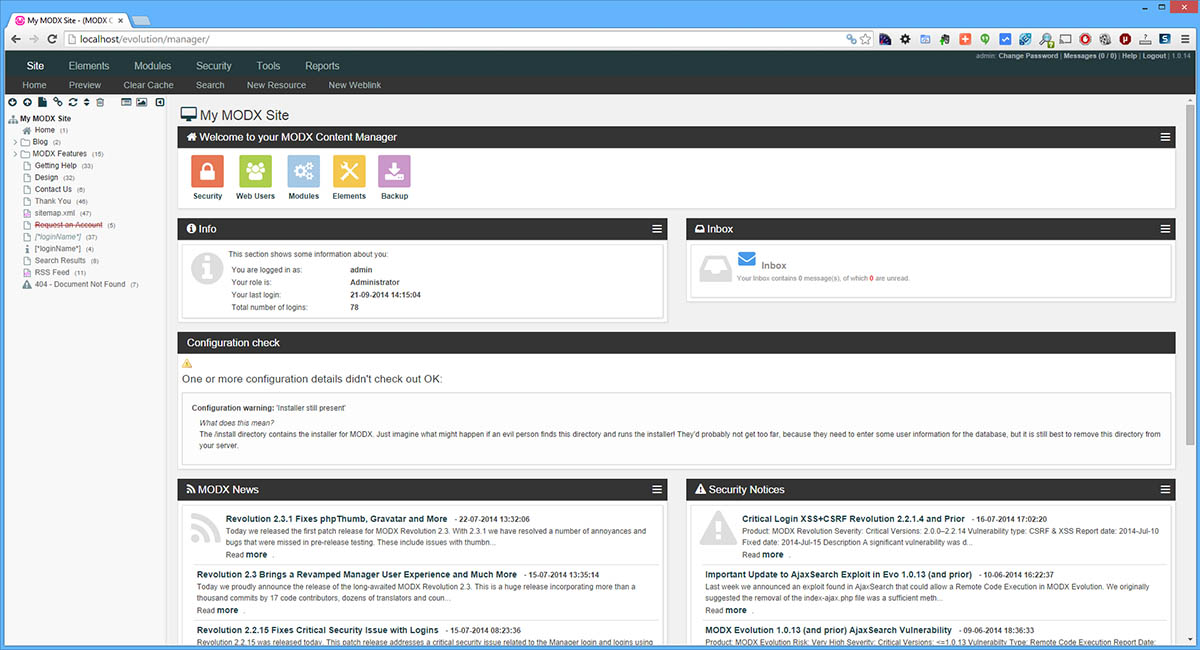 My MODX Site - (MODX C
localhost/evolution/manager/
Site Elements Modules Security Tools Reports
admin: Change Password | Messages (0 / 0) | Help | Logout | 1.0.14
Home Preview Clear Cache Search New Resource New Weblink
My MODX Site
Home (1)
Blog (2)
MODX Features (15)
Getting Help (33)
Design (32)
Contact Us (6)
Thank You (46)
sitemap.xml (47)
Request an Account (5)
[*loginName*] (37)
[*loginName*] (4)
Search Results (8)
RSS Feed (11)
404 - Document Not Found (7)
My MODX Site
Welcome to your MODX Content Manager
Security Web Users Modules Elements Backup
Info
This section shows some information about you:
You are logged in as: admin
Your role is: Administrator
Your last login: 21-09-2014 14:15:04
Total number of logins: 78
Inbox
Inbox
Your Inbox contains 0 message(s), of which 0 are unread.
Configuration check
One or more configuration details didn't check out OK:
Configuration warning: 'Installer still present'
What does this mean?
The /install directory contains the installer for MODX. Just imagine what might happen if an evil person finds this directory and runs the installer! They'd probably not get too far, because they need to enter some user information for the database, but it is still best to remove this directory from
your server.
MODX News
Revolution 2.3.1 Fixes phpThumb, Gravatar and More - 22-07-2014 13:32:06
Today we released the first patch release for MODX Revolution 2.3. With 2.3.1 we have resolved a number of annoyances and
bugs that were missed in pre-release testing. These include issues with thumbn...
Read more .
Revolution 2.3 Brings a Revamped Manager User Experience and Much More - 15-07-2014 13:35:14
Today we proudly announce the release of the long-awaited MODX Revolution 2.3. This is a huge release incorporating more than a
thousand commits by 17 code contributors, dozens of translators and coun...
Read more .
Revolution 2.2.15 Fixes Critical Security Issue with Logins - 15-07-2014 08:23:36
Revolution 2.2.15 was released today. This patch release addresses a critical security issue related to the Manager login and logins using
Security Notices
Critical Login XSS+CSRF Revolution 2.2.1.4 and Prior - 16-07-2014 17:02:20
Product: MODX Revolution Severity: Critical Versions: 2.0.0–2.2.14 Vulnerability type: CSRF & XSS Report date: 2014-Jul-10
Fixed date: 2014-Jul-15 Description A significant vulnerability was d...
Read more .
Important Update to AjaxSearch Exploit in Evo 1.0.13 (and prior) - 10-06-2014 16:22:37
Last week we announced an exploit found in AjaxSearch that could allow a Remote Code Execution in MODX Evolution. We originally
suggested the removal of the index-ajax.php file was a sufficient meth...
Read more .
MODX Evolution 1.0.13 (and prior) AjaxSearch Vulnerability - 09-06-2014 18:36:33
Product: MODX Evolution Risk: Very High Severity: Critical Versions: <=1.0.13 Vulnerabilty Type: Remote Code Execution Report Date: